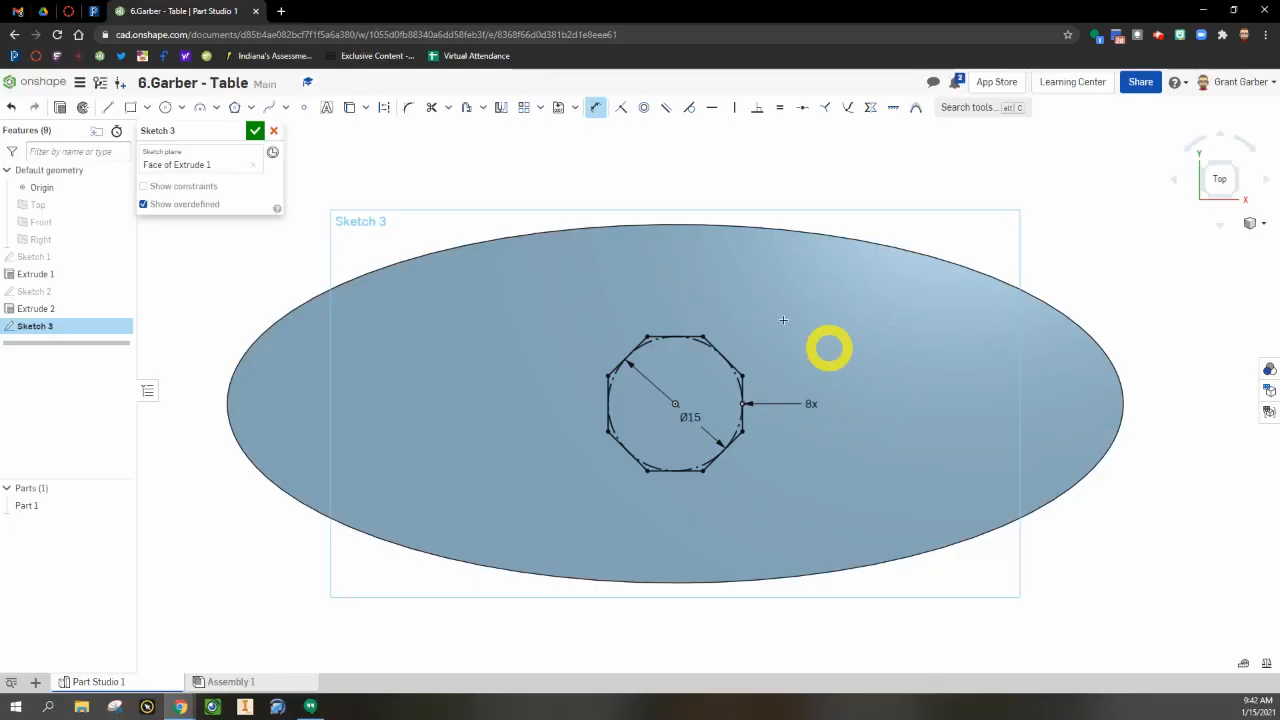 6.Garber - Table | Part Studio 1
cad.onshape.com/documents/d85b4ae082bcf7f1f5a6a380/w/1055d0fb88340a6dd58feb3f/e/8368f66d0d381b2d1e8eee61
Indiana's Assessme...
Exclusive Content -...
Virtual Attendance
onshape
6.Garber - Table
Main
2
App Store
Learning Center
Share
Grant Garber
Search tools...
alt
C
Features (9)
Sketch 3
Filter by name or type
Sketch plane
Face of Extrude 1
Default geometry
Origin
Show constraints
Top
Show overdefined
Front
Right
Sketch 1
Extrude 1
Sketch 2
Extrude 2
Sketch 3
Sketch 3
Y
Top
X
Ø15
8x
Parts (1)
Part 1
Part Studio 1
Assembly 1
9:42 AM
1/15/2021